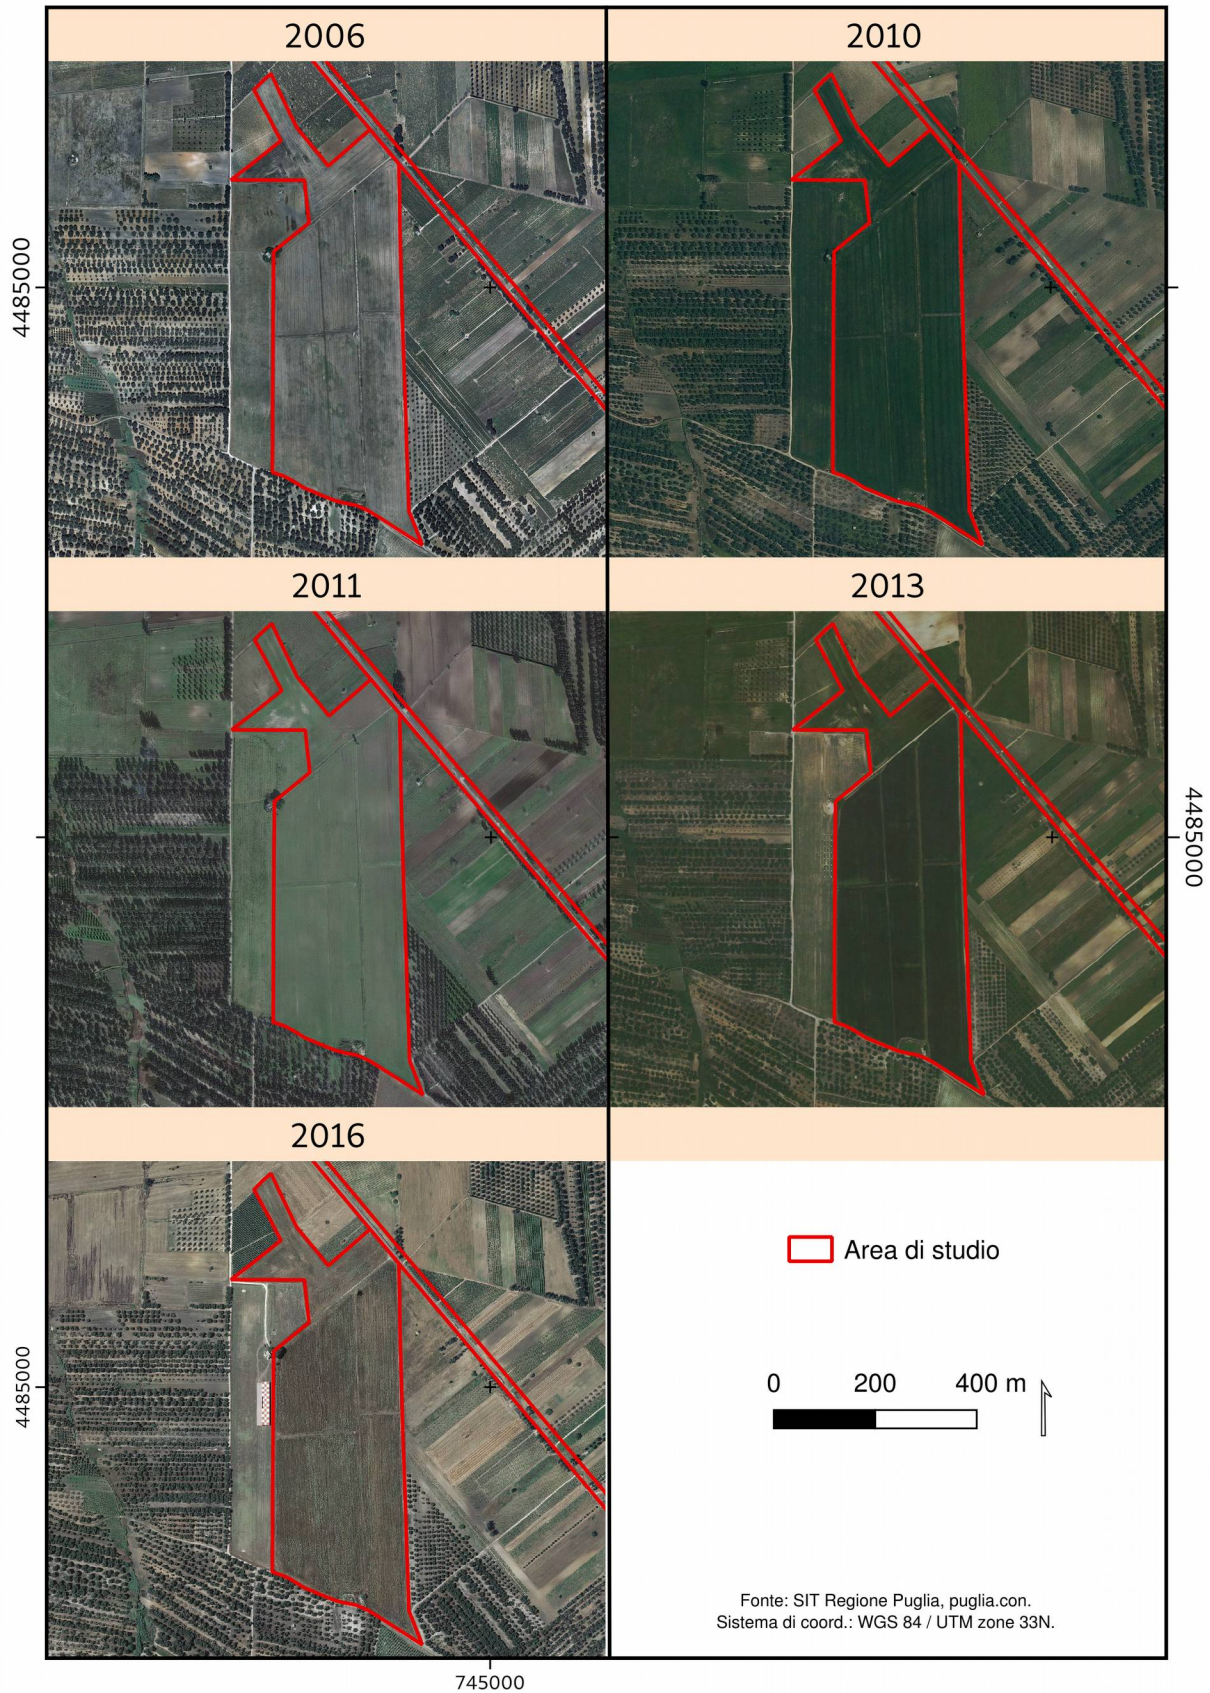 2006
2010
4485000
2011
2013
4485000
2016
Area di studio
0 200 400 m
4485000
Fonte: SIT Regione Puglia, puglia.con.
Sistema di coord.: WGS 84 / UTM zone 33N.
745000